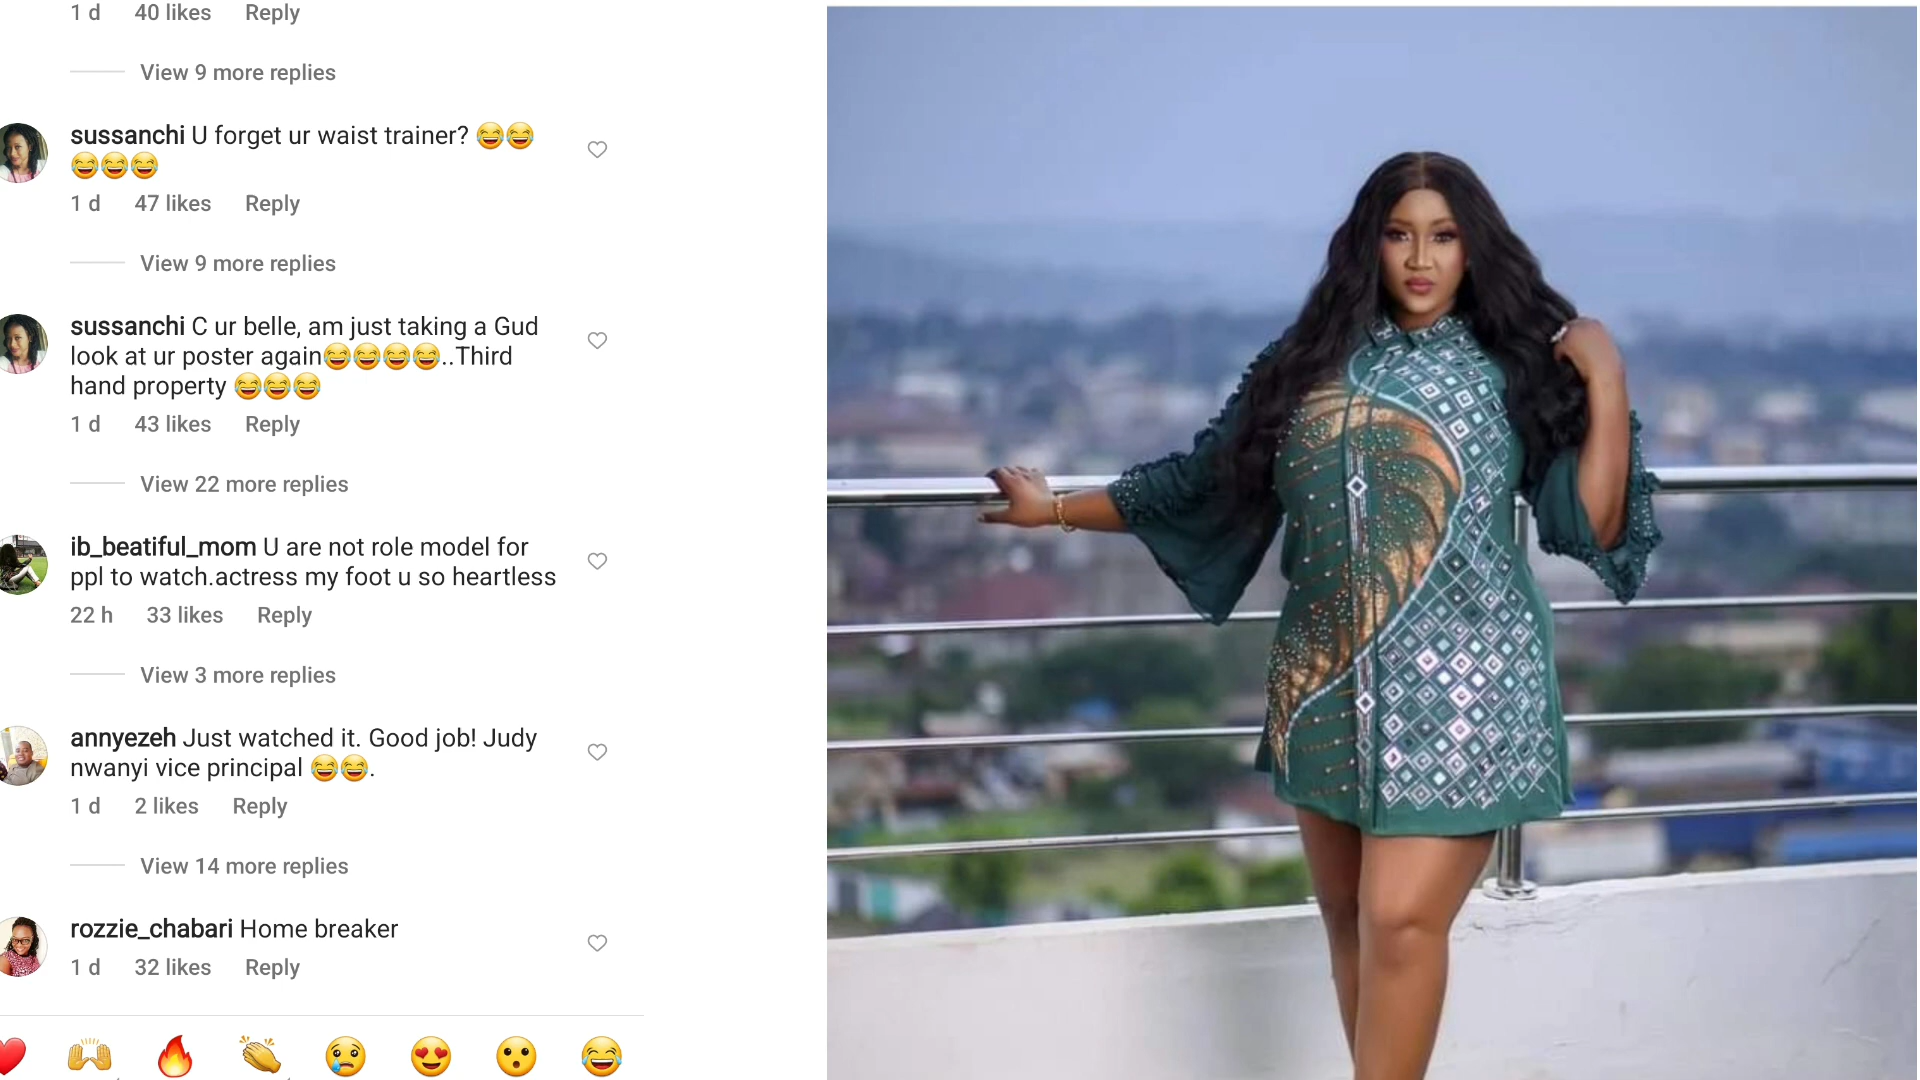 1 d 40 likes Reply
View 9 more replies
sussanchi U forget ur waist trainer? 😂😂
😂😂😂
1 d 47 likes Reply
View 9 more replies
sussanchi C ur belle, am just taking a Gud
look at ur poster again😂😂😂😂..Third
hand property 😂😂😂
1 d 43 likes Reply
View 22 more replies
ib_beatiful_mom U are not role model for
ppl to watch.actress my foot u so heartless
22 h 33 likes Reply
View 3 more replies
annyezeh Just watched it. Good job! Judy
nwanyi vice principal 😂😂.
1 d 2 likes Reply
View 14 more replies
rozzie_chabari Home breaker
1 d 32 likes Reply
❤️ 🙌 🔥 👏 😢 😍 😮 😂